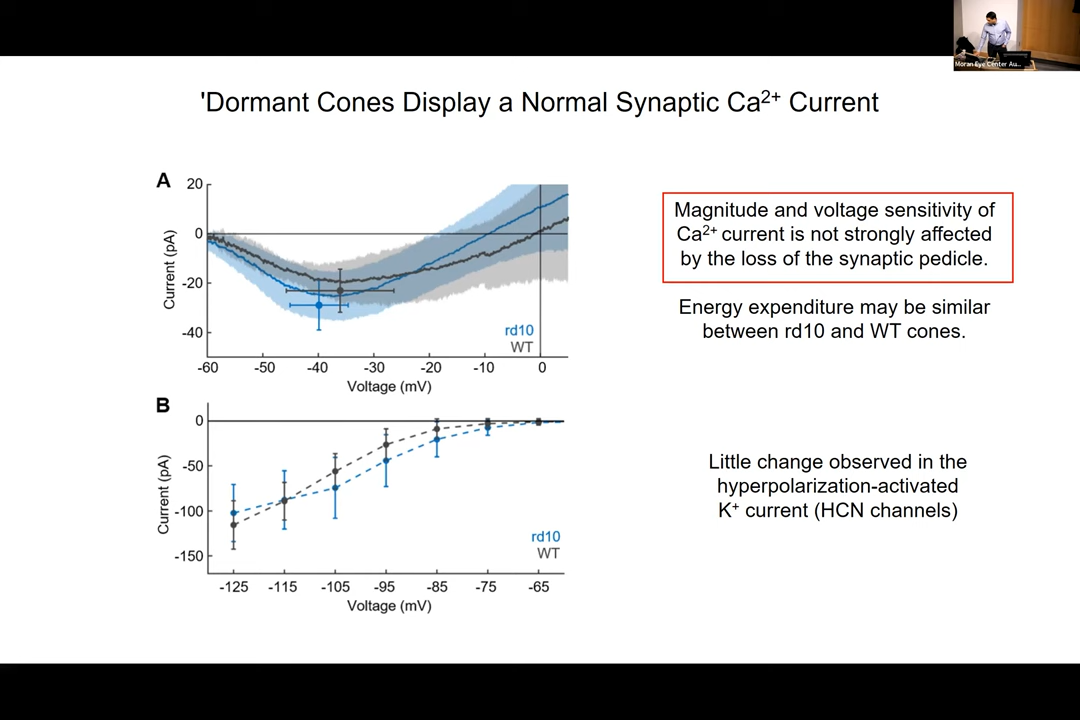 Moran Eye Center Au...
'Dormant Cones Display a Normal Synaptic Ca²⁺ Current
A
20
0
-20
-40
Current (pA)
rd10
WT
-60 -50 -40 -30 -20 -10 0
Voltage (mV)
Magnitude and voltage sensitivity of
Ca²⁺ current is not strongly affected
by the loss of the synaptic pedicle.
Energy expenditure may be similar
between rd10 and WT cones.
B
0
-50
-100
-150
Current (pA)
rd10
WT
-125 -115 -105 -95 -85 -75 -65
Voltage (mV)
Little change observed in the
hyperpolarization-activated
K⁺ current (HCN channels)